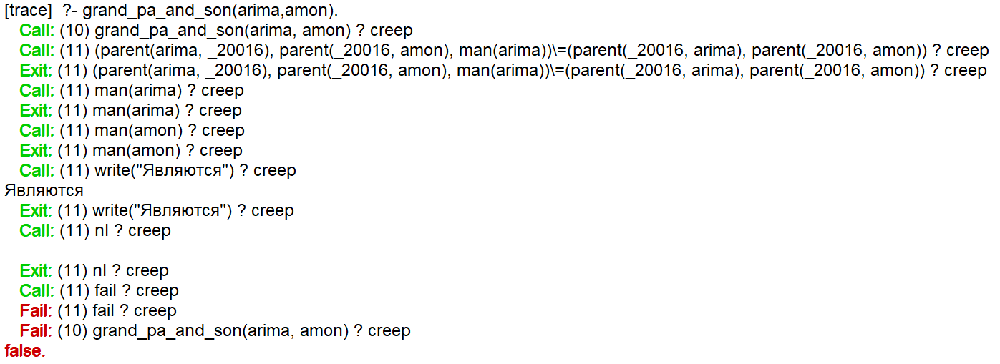 [trace]  ?- grand_pa_and_son(arima,amon).
Call: (10) grand_pa_and_son(arima, amon) ? creep
Call: (11) (parent(arima, _20016), parent(_20016, amon), man(arima))\=(parent(_20016, arima), parent(_20016, amon)) ? creep
Exit: (11) (parent(arima, _20016), parent(_20016, amon), man(arima))\=(parent(_20016, arima), parent(_20016, amon)) ? creep
Call: (11) man(arima) ? creep
Exit: (11) man(arima) ? creep
Call: (11) man(amon) ? creep
Exit: (11) man(amon) ? creep
Call: (11) write("Являются") ? creep
Являются
Exit: (11) write("Являются") ? creep
Call: (11) nl ? creep
Exit: (11) nl ? creep
Call: (11) fail ? creep
Fail: (11) fail ? creep
Fail: (10) grand_pa_and_son(arima, amon) ? creep
false.